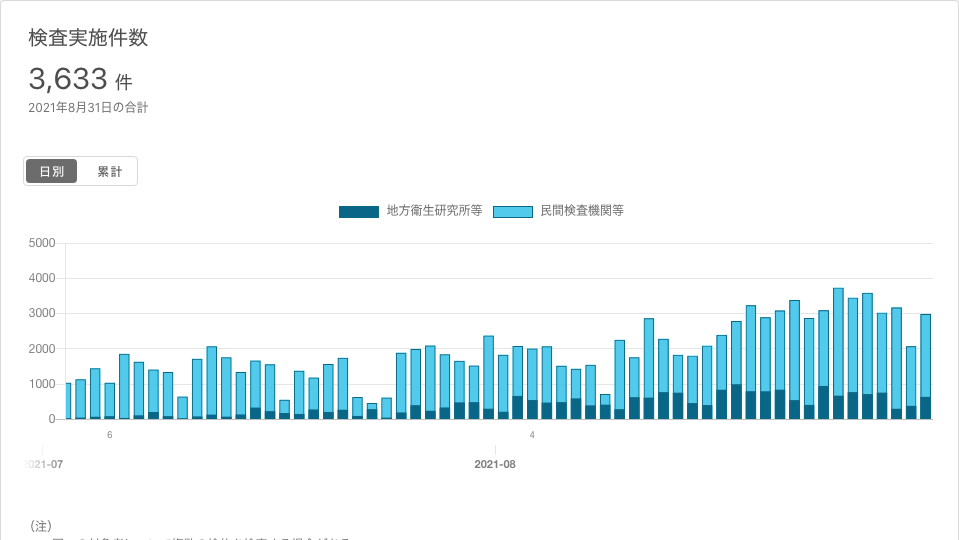 検査実施件数
3,633 件
2021年8月31日の合計
日別 累計
地方衛生研究所等 民間検査機関等
5000
4000
3000
2000
1000
0
6 4
021-07 2021-08
（注）